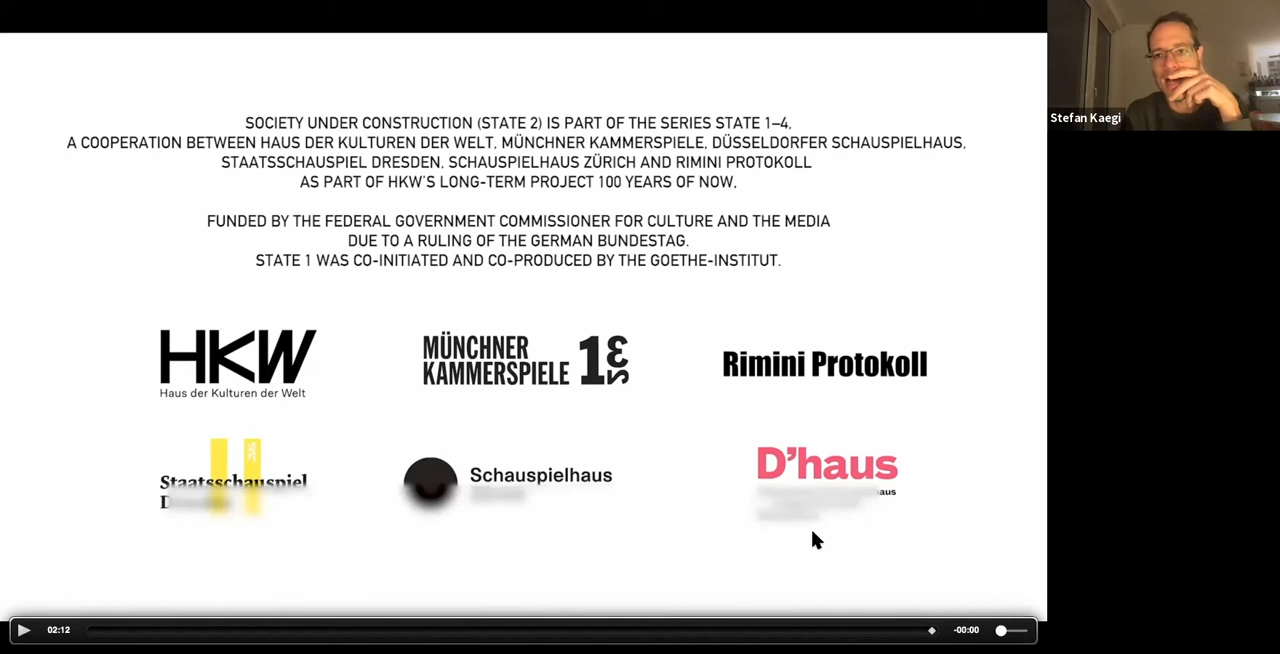 SOCIETY UNDER CONSTRUCTION (STATE 2) IS PART OF THE SERIES STATE 1–4.
A COOPERATION BETWEEN HAUS DER KULTUREN DER WELT, MÜNCHNER KAMMERSPIELE, DÜSSELDORFER SCHAUSPIELHAUS,
STAATSSCHAUSPIEL DRESDEN, SCHAUSPIELHAUS ZÜRICH AND RIMINI PROTOKOLL
AS PART OF HKW'S LONG-TERM PROJECT 100 YEARS OF NOW,
FUNDED BY THE FEDERAL GOVERNMENT COMMISSIONER FOR CULTURE AND THE MEDIA
DUE TO A RULING OF THE GERMAN BUNDESTAG.
STATE 1 WAS CO-INITIATED AND CO-PRODUCED BY THE GOETHE-INSTITUT.
Stefan Kaegi
HKW
Haus der Kulturen der Welt
MÜNCHNER
KAMMERSPIELE
Rimini Protokoll
Staatsschauspiel
Schauspielhaus
D'haus
02:12
-00:00